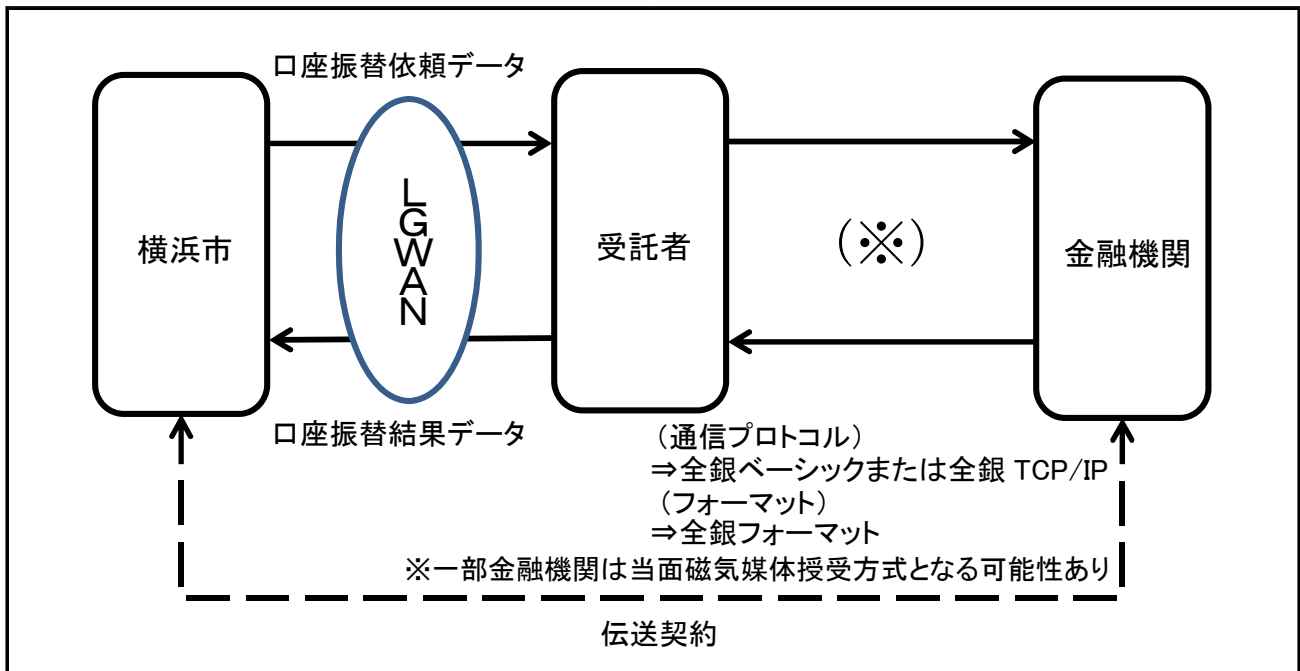 口座振替依頼データ
横浜市
LGWAN
受託者
(※)
金融機関
口座振替結果データ
(通信プロトコル)
⇒全銀ベーシックまたは全銀 TCP/IP
(フォーマット)
⇒全銀フォーマット
※一部金融機関は当面磁気媒体授受方式となる可能性あり
伝送契約